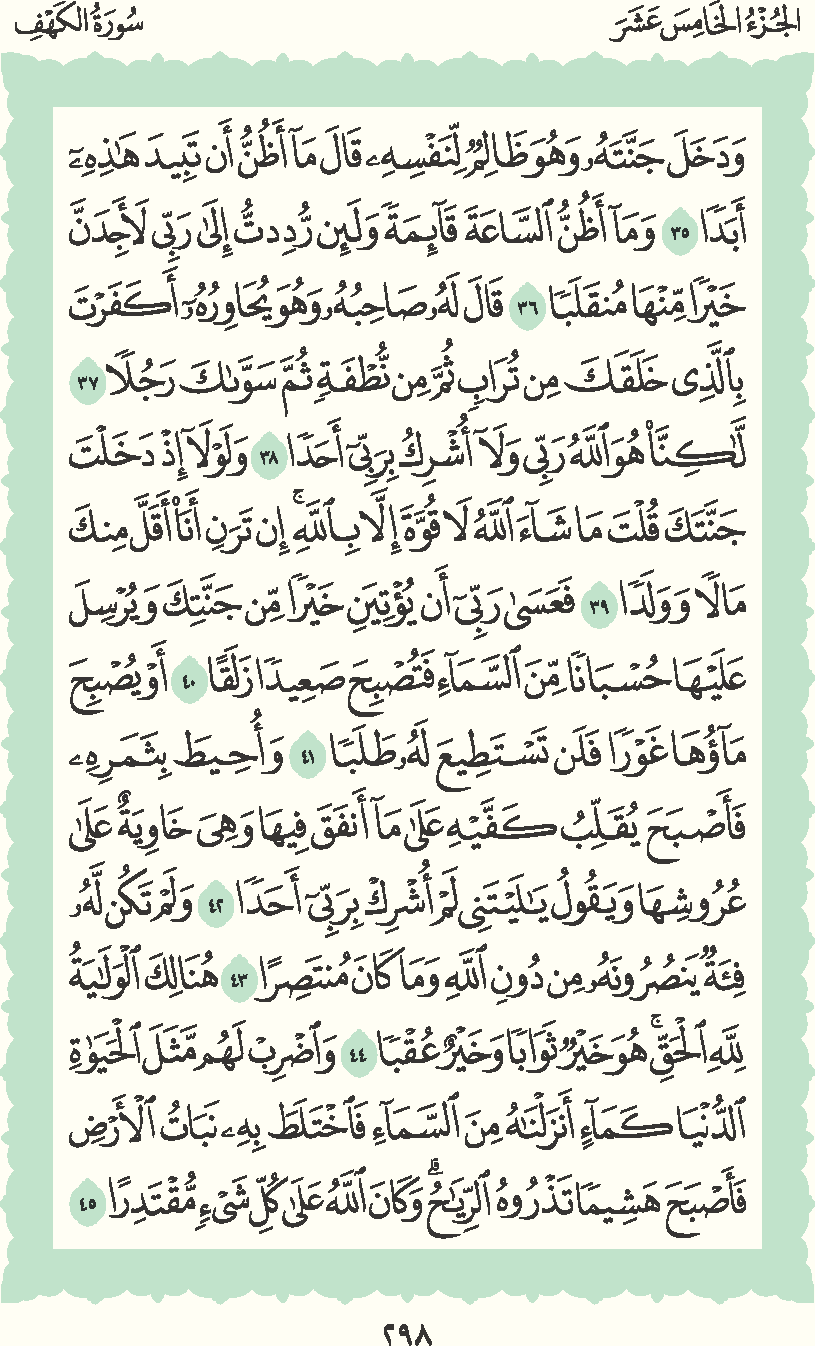 الجُزْءُ الخَامِسَ عَشَرَ
سُورَةُ الكَهْفِ
وَدَخَلَ جَنَّتَهُۥ وَهُوَ ظَالِمٌۭ لِّنَفْسِهِۦ قَالَ مَآ أَظُنُّ أَن تَبِيدَ هَـٰذِهِۦٓ
أَبَدًۭا ٣٥ وَمَآ أَظُنُّ ٱلسَّاعَةَ قَآئِمَةًۭ وَلَئِن رُّدِدتُّ إِلَىٰ رَبِّى لَأَجِدَنَّ
خَيْرًۭا مِّنْهَا مُنقَلَبًۭا ٣٦ قَالَ لَهُۥ صَاحِبُهُۥ وَهُوَ يُحَاوِرُهُۥٓ أَكَفَرْتَ
بِٱلَّذِى خَلَقَكَ مِن تُرَابٍۢ ثُمَّ مِن نُّطْفَةٍۢ ثُمَّ سَوَّىٰكَ رَجُلًۭا ٣٧
لَّـٰكِنَّا۠ هُوَ ٱللَّهُ رَبِّى وَلَآ أُشْرِكُ بِرَبِّىٓ أَحَدًۭا ٣٨ وَلَوْلَآ إِذْ دَخَلْتَ
جَنَّتَكَ قُلْتَ مَا شَآءَ ٱللَّهُ لَا قُوَّةَ إِلَّا بِٱللَّهِ ۚ إِن تَرَنِ أَنَا۠ أَقَلَّ مِنكَ
مَالًۭا وَوَلَدًۭا ٣٩ فَعَسَىٰ رَبِّىٓ أَن يُؤْتِيَنِ خَيْرًۭا مِّن جَنَّتِكَ وَيُرْسِلَ
عَلَيْهَا حُسْبَانًۭا مِّنَ ٱلسَّمَآءِ فَتُصْبِحَ صَعِيدًۭا زَلَقًا ٤٠ أَوْ يُصْبِحَ
مَآؤُهَا غَوْرًۭا فَلَن تَسْتَطِيعَ لَهُۥ طَلَبًۭا ٤١ وَأُحِيطَ بِثَمَرِهِۦ
فَأَصْبَحَ يُقَلِّبُ كَفَّيْهِ عَلَىٰ مَآ أَنفَقَ فِيهَا وَهِىَ خَاوِيَةٌ عَلَىٰ
عُرُوشِهَا وَيَقُولُ يَـٰلَيْتَنِى لَمْ أُشْرِكْ بِرَبِّىٓ أَحَدًۭا ٤٢ وَلَمْ تَكُن لَّهُۥ
فِئَةٌۭ يَنصُرُونَهُۥ مِن دُونِ ٱللَّهِ وَمَا كَانَ مُنتَصِرًا ٤٣ هُنَالِكَ ٱلْوَلَـٰيَةُ
لِلَّهِ ٱلْحَقِّ ۚ هُوَ خَيْرٌۭ ثَوَابًۭا وَخَيْرٌ عُقْبًۭا ٤٤ وَٱضْرِبْ لَهُم مَّثَلَ ٱلْحَيَوٰةِ
ٱلدُّنْيَا كَمَآءٍ أَنزَلْنَـٰهُ مِنَ ٱلسَّمَآءِ فَٱخْتَلَطَ بِهِۦ نَبَاتُ ٱلْأَرْضِ
فَأَصْبَحَ هَشِيمًۭا تَذْرُوهُ ٱلرِّيَـٰحُ ۗ وَكَانَ ٱللَّهُ عَلَىٰ كُلِّ شَىْءٍۢ مُّقْتَدِرًا ٤٥
٢٩٨